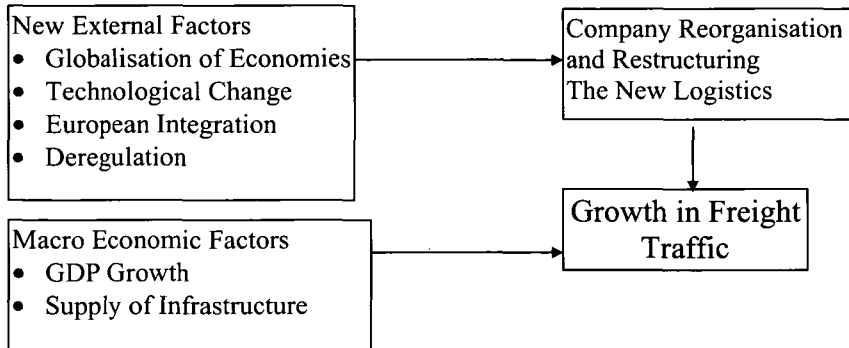 New External Factors
• Globalisation of Economies
• Technological Change
• European Integration
• Deregulation
Company Reorganisation
and Restructuring
The New Logistics
Growth in Freight
Traffic
Macro Economic Factors
• GDP Growth
• Supply of Infrastructure